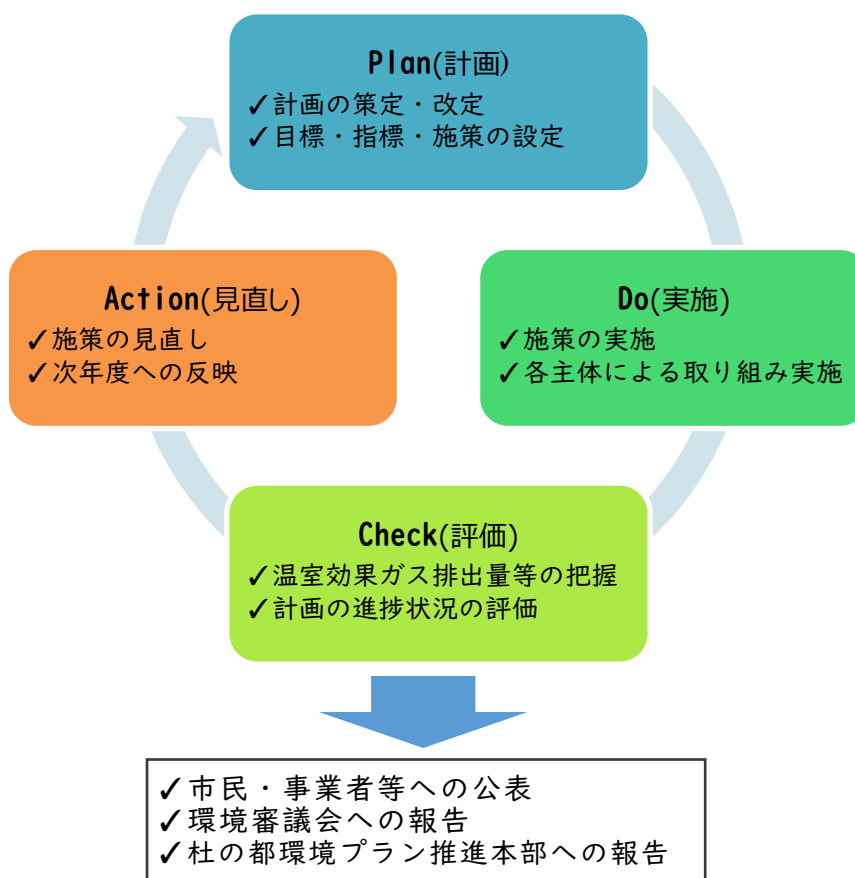 Plan(計画)
✓計画の策定・改定
✓目標・指標・施策の設定
Do(実施)
✓施策の実施
✓各主体による取り組み実施
Check(評価)
✓温室効果ガス排出量等の把握
✓計画の進捗状況の評価
Action(見直し)
✓施策の見直し
✓次年度への反映
✓市民・事業者等への公表
✓環境審議会への報告
✓杜の都環境プラン推進本部への報告